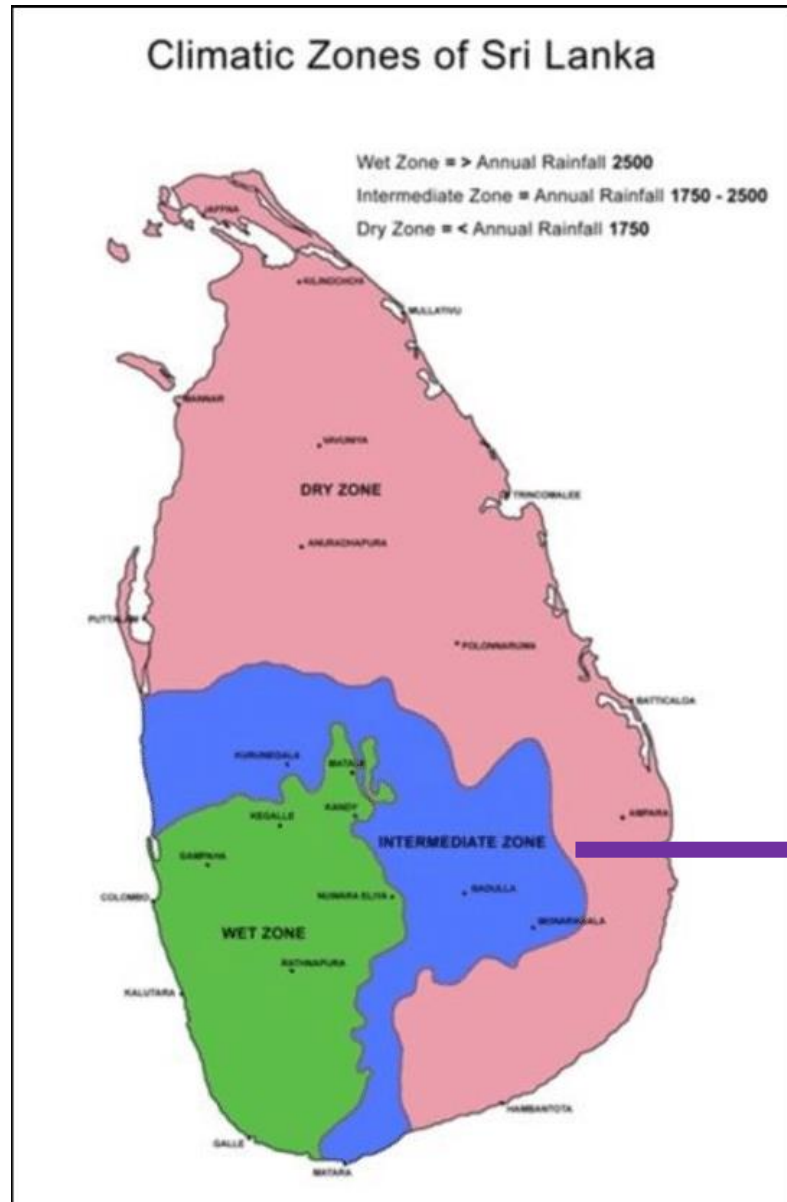 Climatic Zones of Sri Lanka
Wet Zone = > Annual Rainfall 2500
Intermediate Zone = Annual Rainfall 1750 - 2500
Dry Zone = < Annual Rainfall 1750
JAFFNA
KILINOCHCHI
MULLATIVU
MANNAR
VAVUNIYA
DRY ZONE
TRINCOMALEE
ANURADHAPURA
PUTTALAM
POLONNARUWA
BATTICALOA
KURUNEGALA
MATALE
KANDY
AMPARA
KEGALLE
INTERMEDIATE ZONE
GAMPAHA
BADULLA
COLOMBO
NUWARA ELIYA
MONARAGALA
WET ZONE
RATHNAPURA
KALUTARA
HAMBANTOTA
GALLE
MATARA